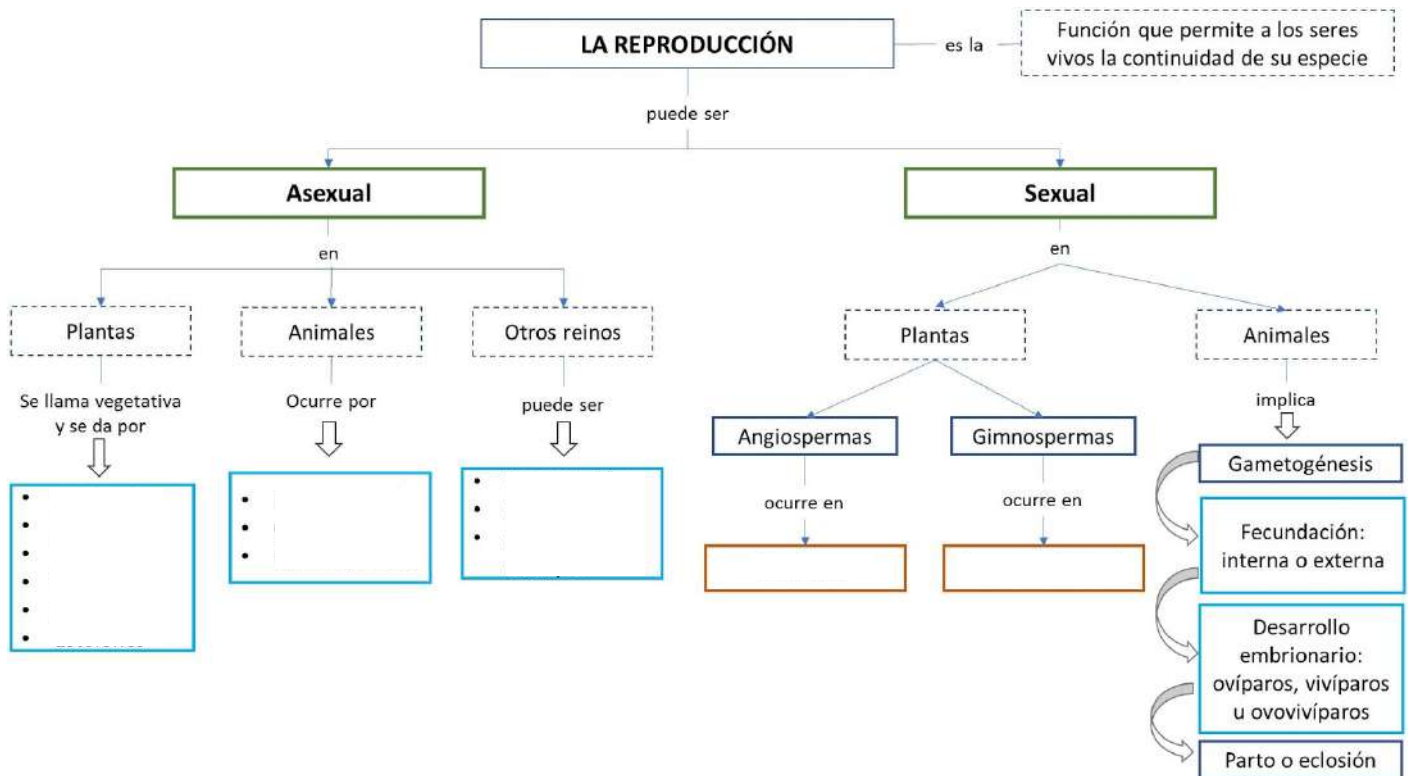 LA REPRODUCCIÓN
es la
Función que permite a los seres
vivos la continuidad de su especie
puede ser
Asexual
Sexual
en
en
Plantas
Animales
Otros reinos
Plantas
Animales
Se llama vegetativa
y se da por
Ocurre por
puede ser
implica
Angiospermas
Gimnospermas
Gametogénesis
ocurre en
ocurre en
Fecundación:
interna o externa
Desarrollo
embrionario:
ovíparos, vivíparos
u ovovivíparos
Parto o eclosión